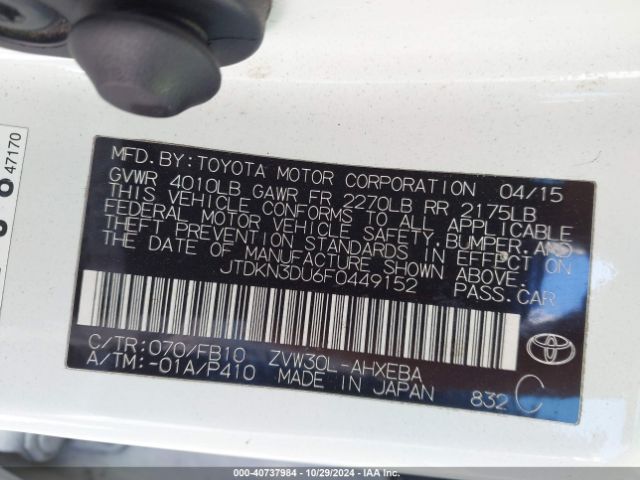 MFD. BY: TOYOTA MOTOR CORPORATION 04/15
GVWR 4010LB GAWR FR 2270LB RR 2175LB
THIS VEHICLE CONFORMS TO ALL APPLICABLE
FEDERAL MOTOR VEHICLE SAFETY, BUMPER, AND
THEFT PREVENTION STANDARDS IN EFFECT ON
THE DATE OF MANUFACTURE SHOWN ABOVE.
JTDKN3DU6F0449152 PASS. CAR
C/TR: 070/FB10 ZVW30L-AHXEBA
A/TM: -01A/P410 MADE IN JAPAN 832 C
TOYOTA
47170
000-40737984 - 10/29/2024 - IAA Inc.